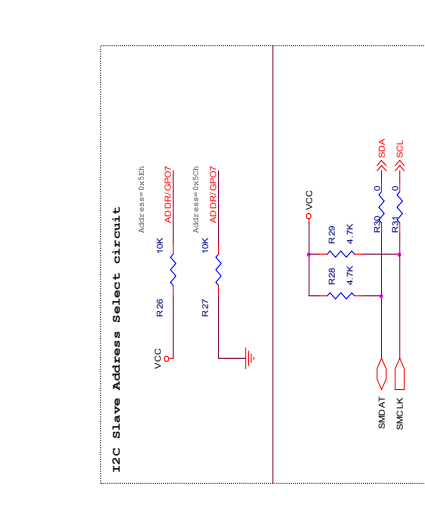 I2C Slave Address Select circuit
VCC
R26
10K
ADDR/GPO7
Address=0x5Eh
R27
10K
ADDR/GPO7
Address=0x5Ch
VCC
R28
4.7K
R29
4.7K
SMDAT
R30
0
SDA
SMCLK
R31
0
SCL